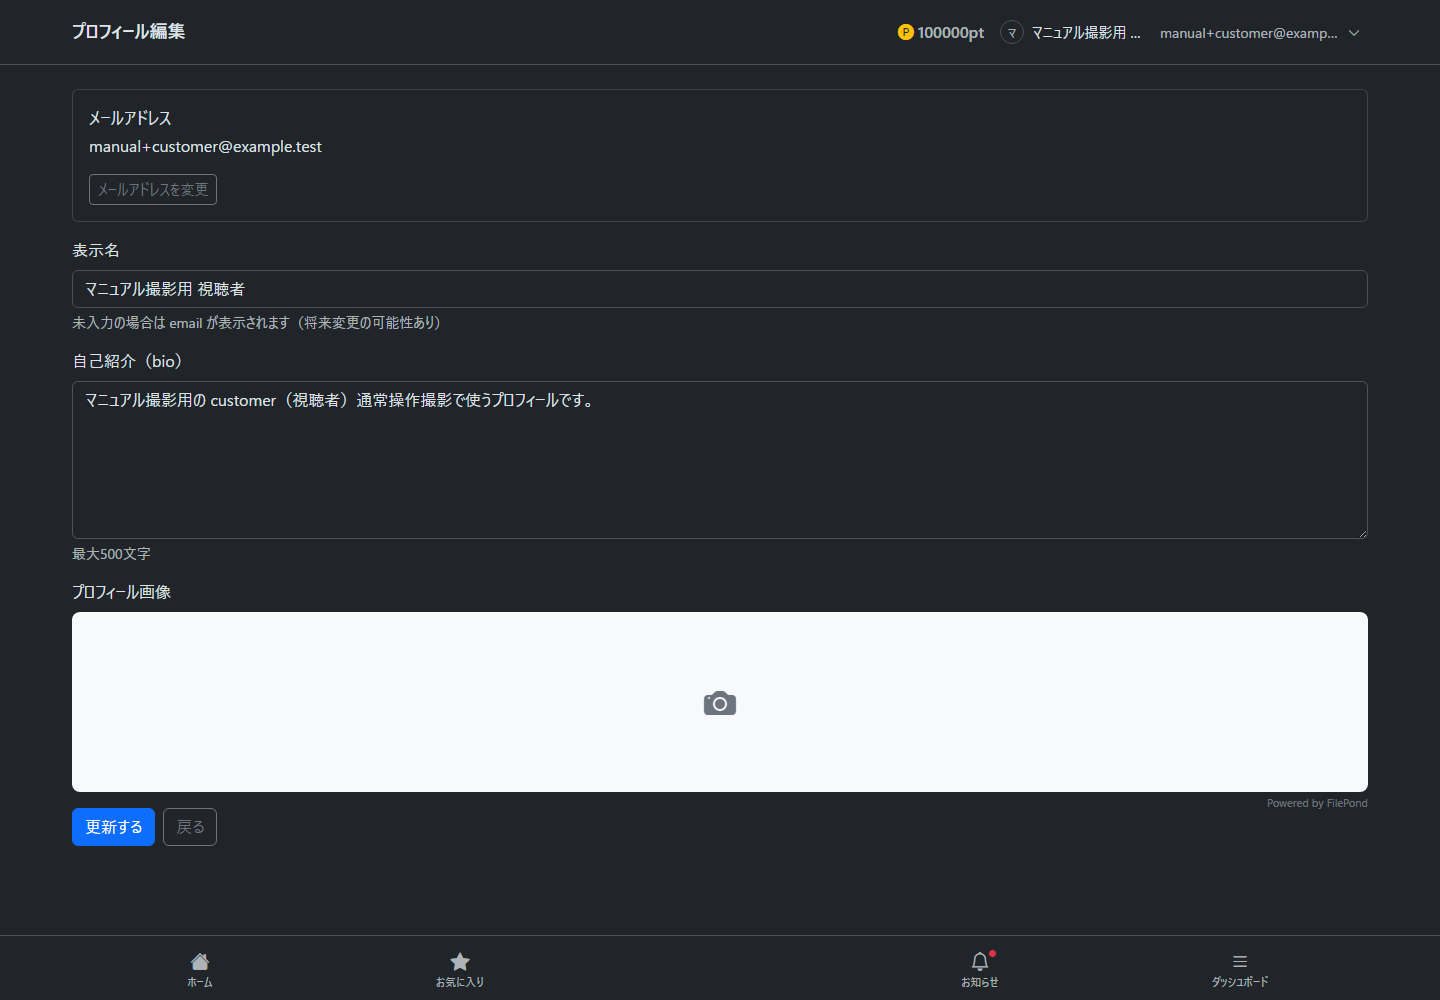 プロフィール編集
P 100000pt
マ マニュアル撮影用 ... manual+customer@examp...
メールアドレス
manual+customer@example.test
メールアドレスを変更
表示名
マニュアル撮影用 視聴者
未入力の場合は email が表示されます（将来変更の可能性あり）
自己紹介（bio）
マニュアル撮影用の customer（視聴者）通常操作撮影で使うプロフィールです。
最大500文字
プロフィール画像
Powered by FilePond
更新する
戻る
ホーム
お気に入り
お知らせ
ダッシュボード